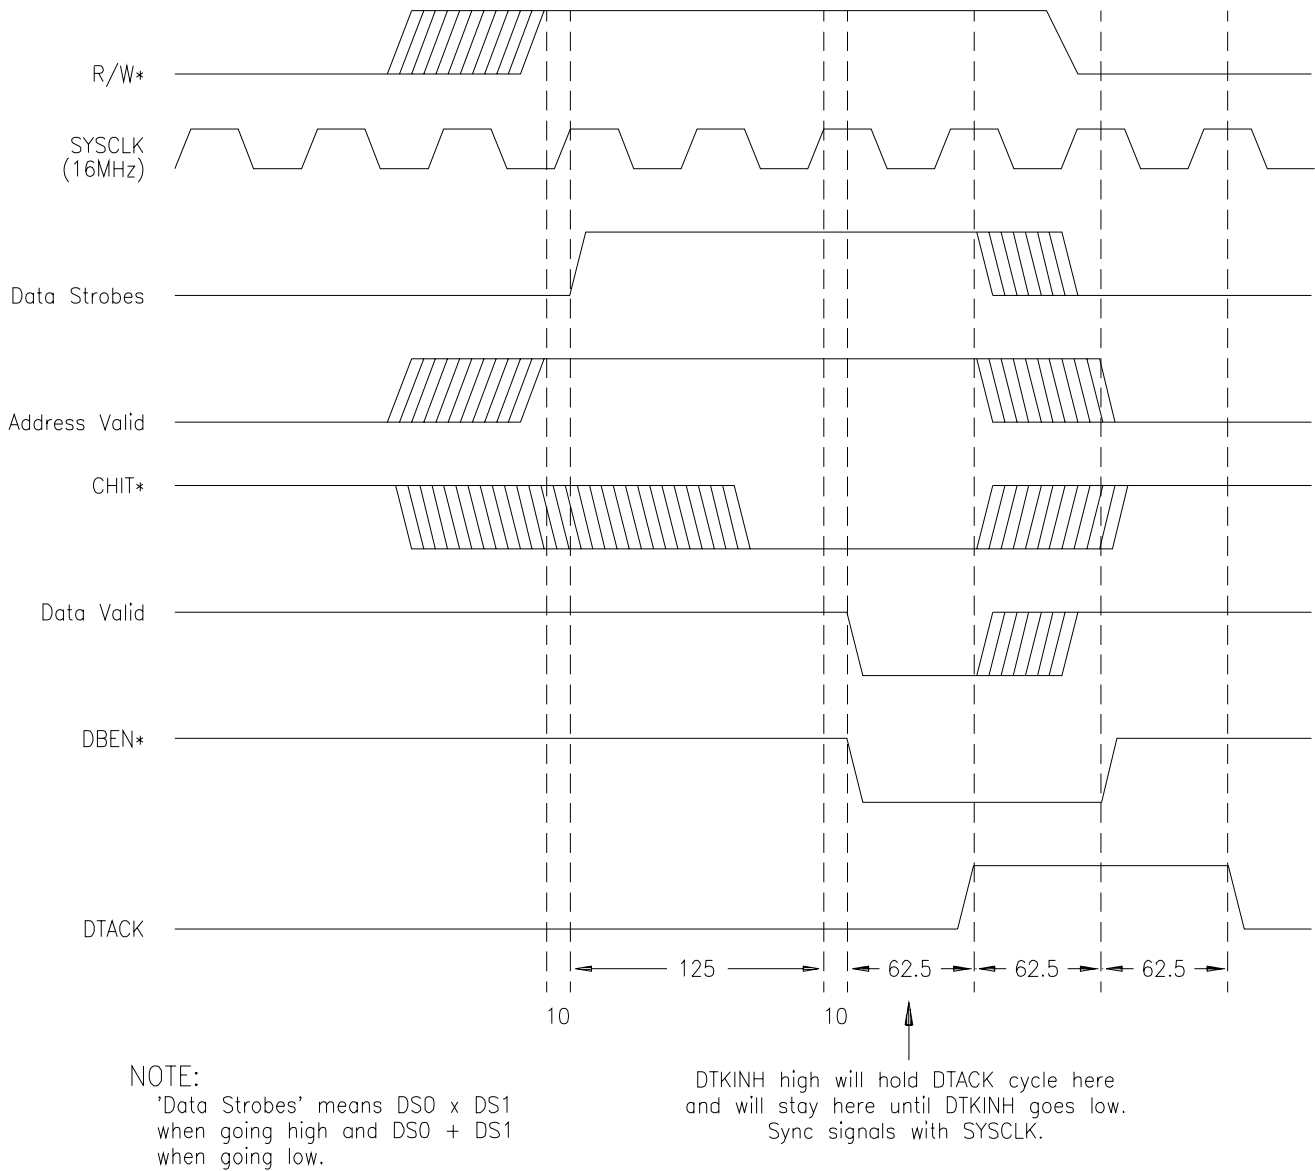 R/W*
SYSCLK
(16MHz)
Data Strobes
Address Valid
CHIT*
Data Valid
DBEN*
DTACK
125
62.5
62.5
62.5
10
10
NOTE:
'Data Strobes' means DS0 x DS1
when going high and DS0 + DS1
when going low.
DTKINH high will hold DTACK cycle here
and will stay here until DTKINH goes low.
Sync signals with SYSCLK.